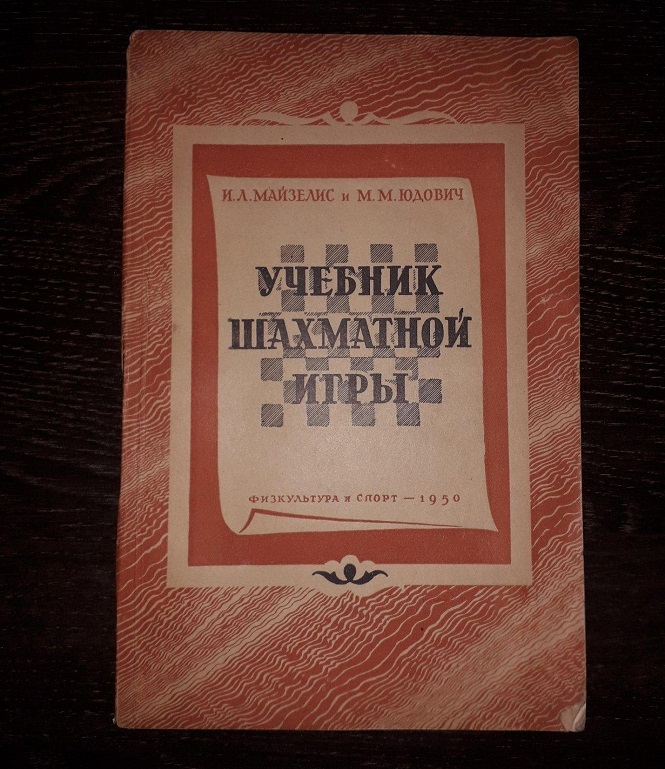 И. Л. МАЙЗЕЛИС и М. М. ЮДОВИЧ
УЧЕБНИК
ШАХМАТНОЙ
ИГРЫ
ФИЗКУЛЬТУРА и СПОРТ — 1950